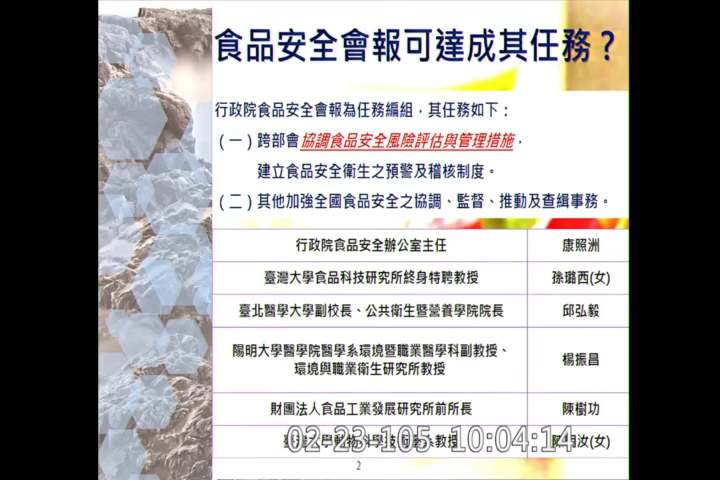 食品安全會報可達成其任務？
行政院食品安全會報為任務編組，其任務如下：
（一）跨部會協調食品安全風險評估與管理措施，
建立食品安全衛生之預警及稽核制度。
（二）其他加強全國食品安全之協調、監督、推動及查緝事務。
行政院食品安全辦公室主任 康照洲
臺灣大學食品科技研究所終身特聘教授 孫璐西(女)
臺北醫學大學副校長、公共衛生暨營養學院院長 邱弘毅
陽明大學醫學院醫學系環境暨職業醫學科副教授、
環境與職業衛生研究所教授 楊振昌
財團法人食品工業發展研究所前所長 陳樹功
02-23-105 10:04:14
2